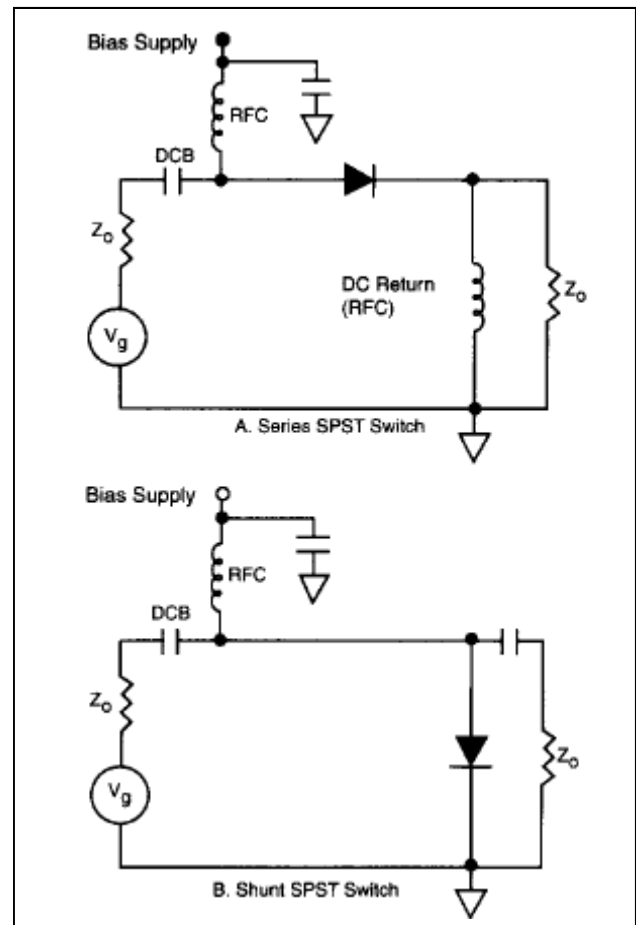 Bias Supply
RFC
DCB
Zo
DC Return
(RFC)
Zo
Vg
A. Series SPST Switch
Bias Supply
RFC
DCB
Zo
Zo
Vg
B. Shunt SPST Switch